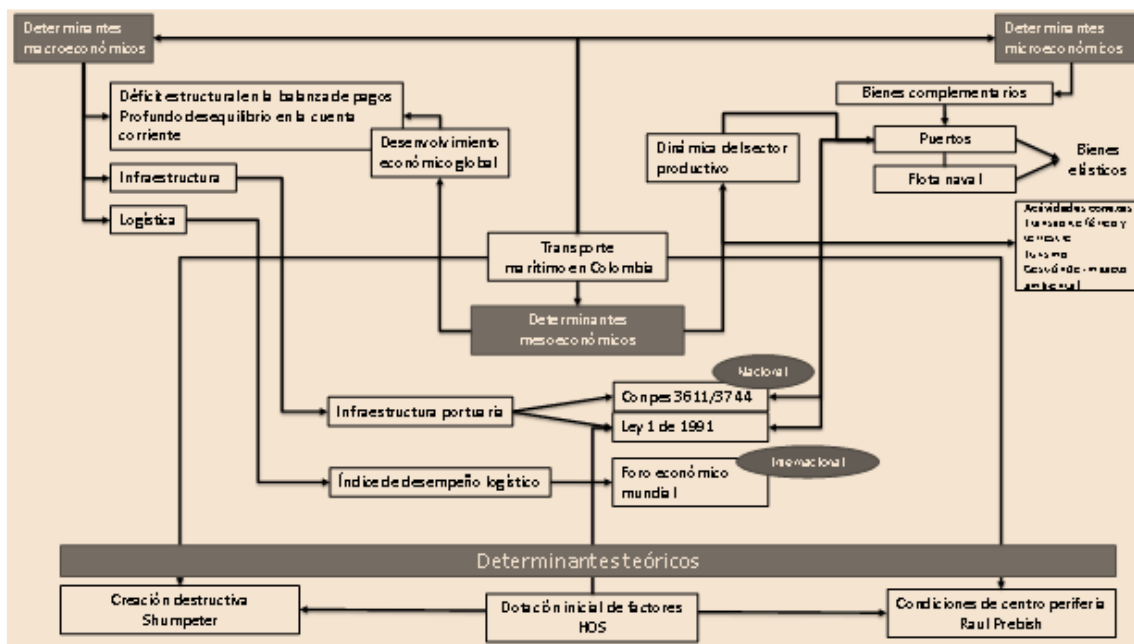 Determinantes
macroeconómicos
Determinantes
microeconómicos
Déficit estructural en la balanza de pagos
Profundo desequilibrio en la cuenta
corriente
Desenvolvimiento
económico global
Infraestructura
Logística
Bienes complementarios
Dinámica del sector
productivo
Puertos
Flota naval
Bienes
elásticos
Transporte
marítimo en Colombia
Determinantes
mesoeconómicos
Nacional
Conpes 3611/3744
Infraestructura portuaria
Ley 1 de 1991
Internacional
Índice de desempeño logístico
Foro económico
mundial
Determinantes teóricos
Creación destructiva
Shumpeter
Dotación inicial de factores
HOS
Condiciones de centro periferia
Raul Prebish